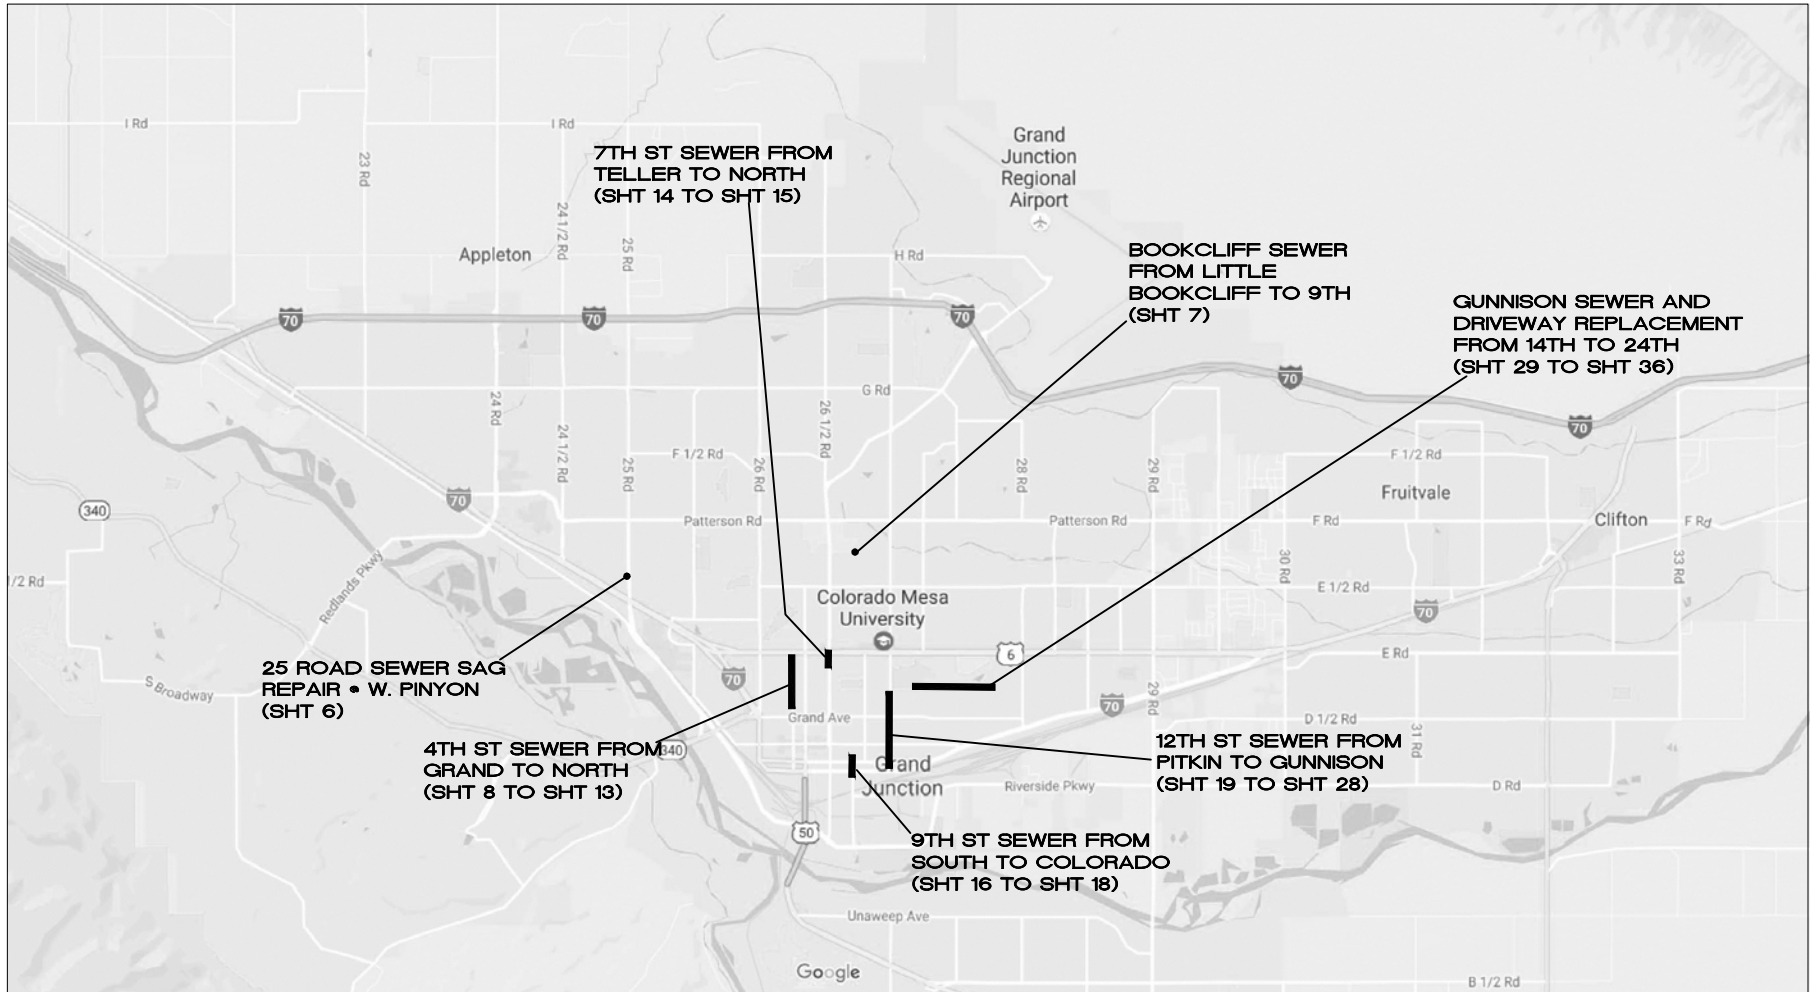 I Rd
I Rd
23 Rd
7TH ST SEWER FROM
TELLER TO NORTH
(SHT 14 TO SHT 15)
Grand
Junction
Regional
Airport
24 1/2 Rd
25 Rd
Appleton
H Rd
BOOKCLIFF SEWER
FROM LITTLE
BOOKCLIFF TO 9TH
(SHT 7)
GUNNISON SEWER AND
DRIVEWAY REPLACEMENT
FROM 14TH TO 24TH
(SHT 29 TO SHT 36)
70
70
70
70
70
24 Rd
G Rd
26 1/2 Rd
24 1/2 Rd
25 Rd
F 1/2 Rd
26 Rd
28 Rd
29 Rd
F 1/2 Rd
Fruitvale
70
340
Patterson Rd
Patterson Rd
F Rd
Clifton
F Rd
Redlands Pkwy
1/2 Rd
30 Rd
33 Rd
E 1/2 Rd
70
Colorado Mesa
University
6
E Rd
25 ROAD SEWER SAG
REPAIR @ W. PINYON
(SHT 6)
S Broadway
70
29 Rd
70
Grand Ave
D 1/2 Rd
31 Rd
4TH ST SEWER FROM
GRAND TO NORTH
(SHT 8 TO SHT 13)
340
12TH ST SEWER FROM
PITKIN TO GUNNISON
(SHT 19 TO SHT 28)
Grand
Junction
Riverside Pkwy
D Rd
50
9TH ST SEWER FROM
SOUTH TO COLORADO
(SHT 16 TO SHT 18)
Unaweep Ave
Google
B 1/2 Rd